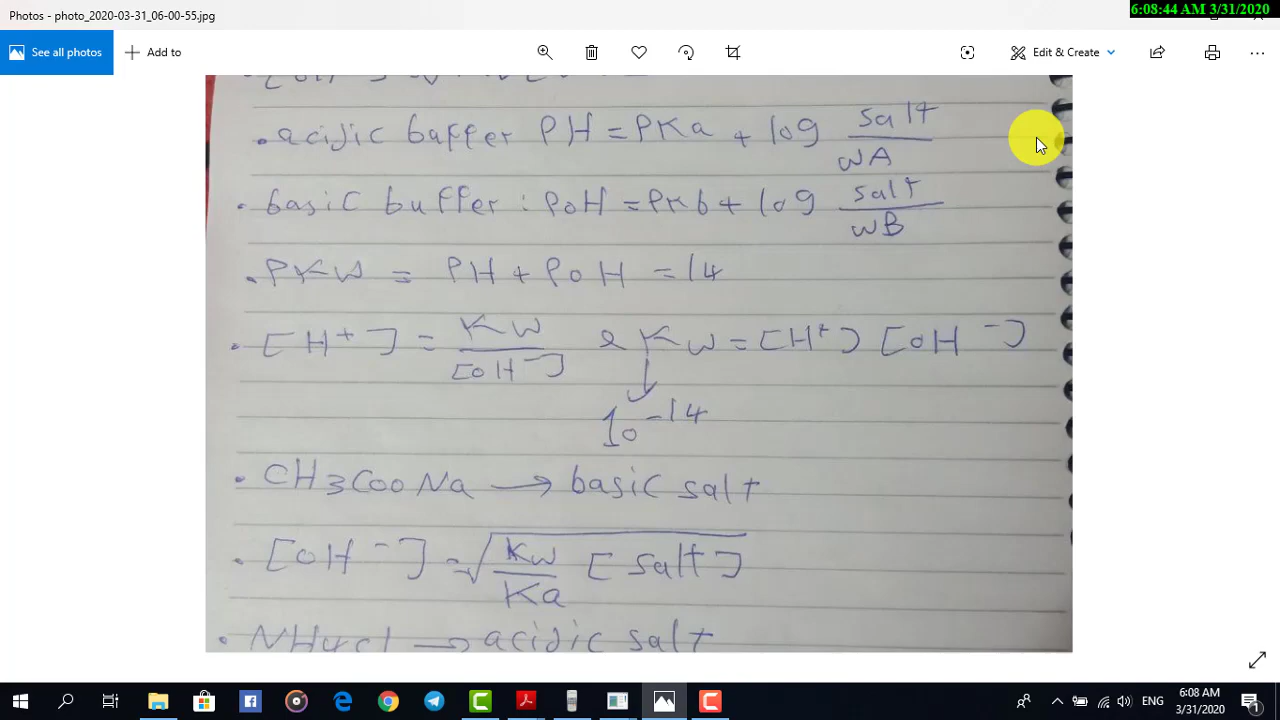 Photos - photo_2020-03-31_06-00-55.jpg
6:08:44 AM 3/31/2020
See all photos
Add to
Edit & Create
• acidic buffer PH = PKa + log salt
WA
• basic buffer : POH = PKb + log salt
WB
• PKW = PH + POH = 14
• [H+] = KW & KW = [H+] [OH-]
[OH-]
10-14
• CH3COONa → basic salt
• [OH-] = √ Kw [salt]
Ka
• NH4Cl → acidic salt
ENG
6:08 AM
3/31/2020
1